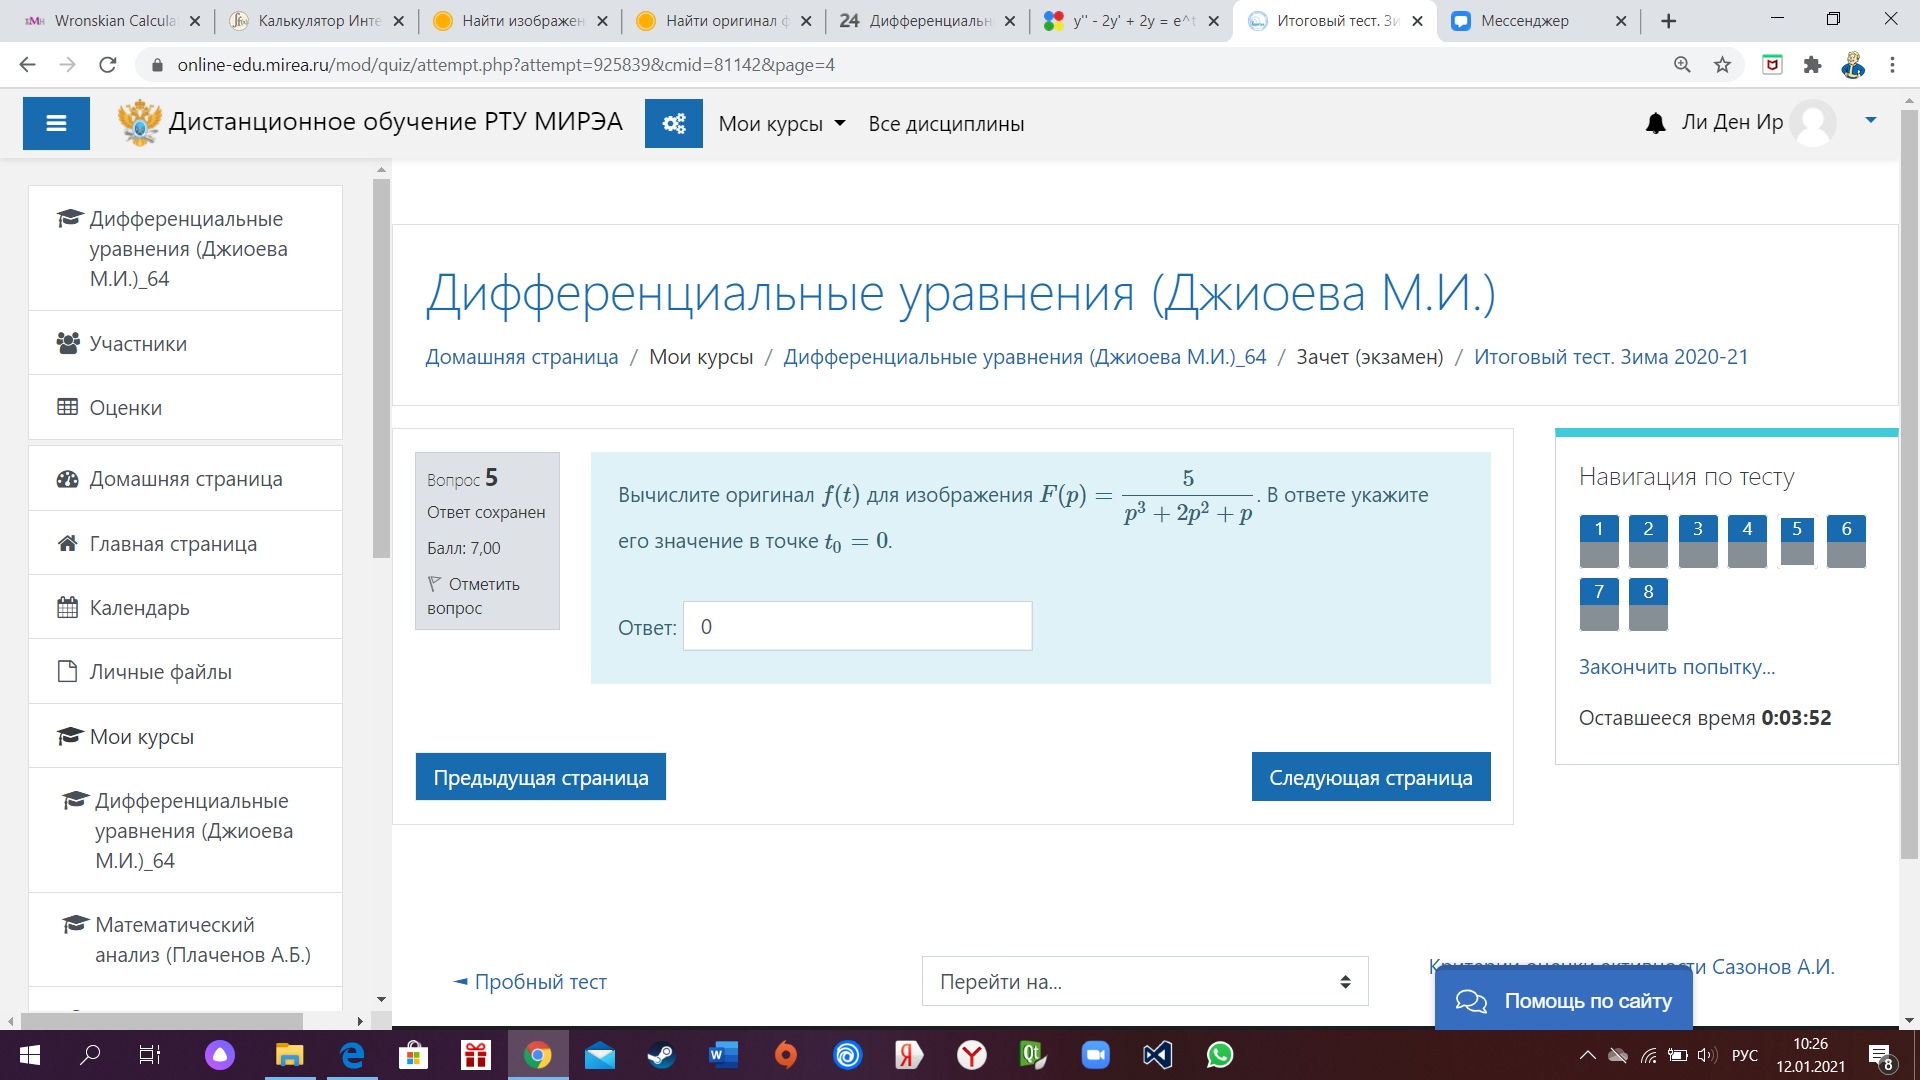 Wronskian Calcula
Калькулятор Инте
Найти изображен
Найти оригинал ф
24 Дифференциальн
y'' - 2y' + 2y = e^t
Итоговый тест. Зи
Мессенджер
online-edu.mirea.ru/mod/quiz/attempt.php?attempt=925839&cmid=81142&page=4
Дистанционное обучение РТУ МИРЭА
Мои курсы
Все дисциплины
Ли Ден Ир
Дифференциальные
уравнения (Джиоева
М.И.)_64
Участники
Оценки
Домашняя страница
Главная страница
Календарь
Личные файлы
Мои курсы
Дифференциальные
уравнения (Джиоева
М.И.)_64
Математический
анализ (Плаченов А.Б.)
Дифференциальные уравнения (Джиоева М.И.)
Домашняя страница / Мои курсы / Дифференциальные уравнения (Джиоева М.И.)_64 / Зачет (экзамен) / Итоговый тест. Зима 2020-21
Вопрос 5
Ответ сохранен
Балл: 7,00
Отметить
вопрос
Вычислите оригинал f(t) для изображения F(p) = 5 / (p³ + 2p² + p). В ответе укажите
его значение в точке t₀ = 0.
Ответ: 0
Предыдущая страница
Следующая страница
Навигация по тесту
1 2 3 4 5 6
7 8
Закончить попытку...
Оставшееся время 0:03:52
◄ Пробный тест
Перейти на...
Критерии оценки активности Сазонов А.И.
Помощь по сайту
РУС
10:26
12.01.2021
8